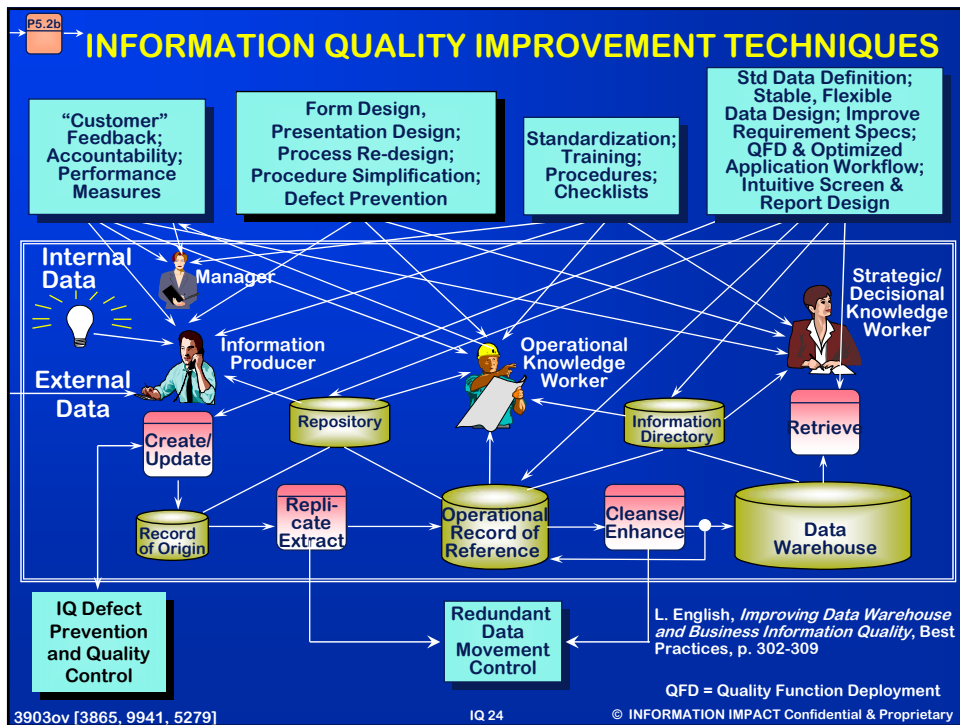 P5.2b
INFORMATION QUALITY IMPROVEMENT TECHNIQUES
“Customer”
Feedback;
Accountability;
Performance
Measures
Form Design,
Presentation Design;
Process Re-design;
Procedure Simplification;
Defect Prevention
Standardization;
Training;
Procedures;
Checklists
Std Data Definition;
Stable, Flexible
Data Design; Improve
Requirement Specs;
QFD & Optimized
Application Workflow;
Intuitive Screen &
Report Design
Internal
Data
Manager
Information
Producer
Operational
Knowledge
Worker
Strategic/
Decisional
Knowledge
Worker
External
Data
Create/
Update
Repository
Information
Directory
Retrieve
Record
of Origin
Repli-
cate
Extract
Operational
Record of
Reference
Cleanse/
Enhance
Data
Warehouse
IQ Defect
Prevention
and Quality
Control
Redundant
Data
Movement
Control
L. English, Improving Data Warehouse
and Business Information Quality, Best
Practices, p. 302-309
QFD = Quality Function Deployment
3903ov [3865, 9941, 5279]
IQ 24
© INFORMATION IMPACT Confidential & Proprietary